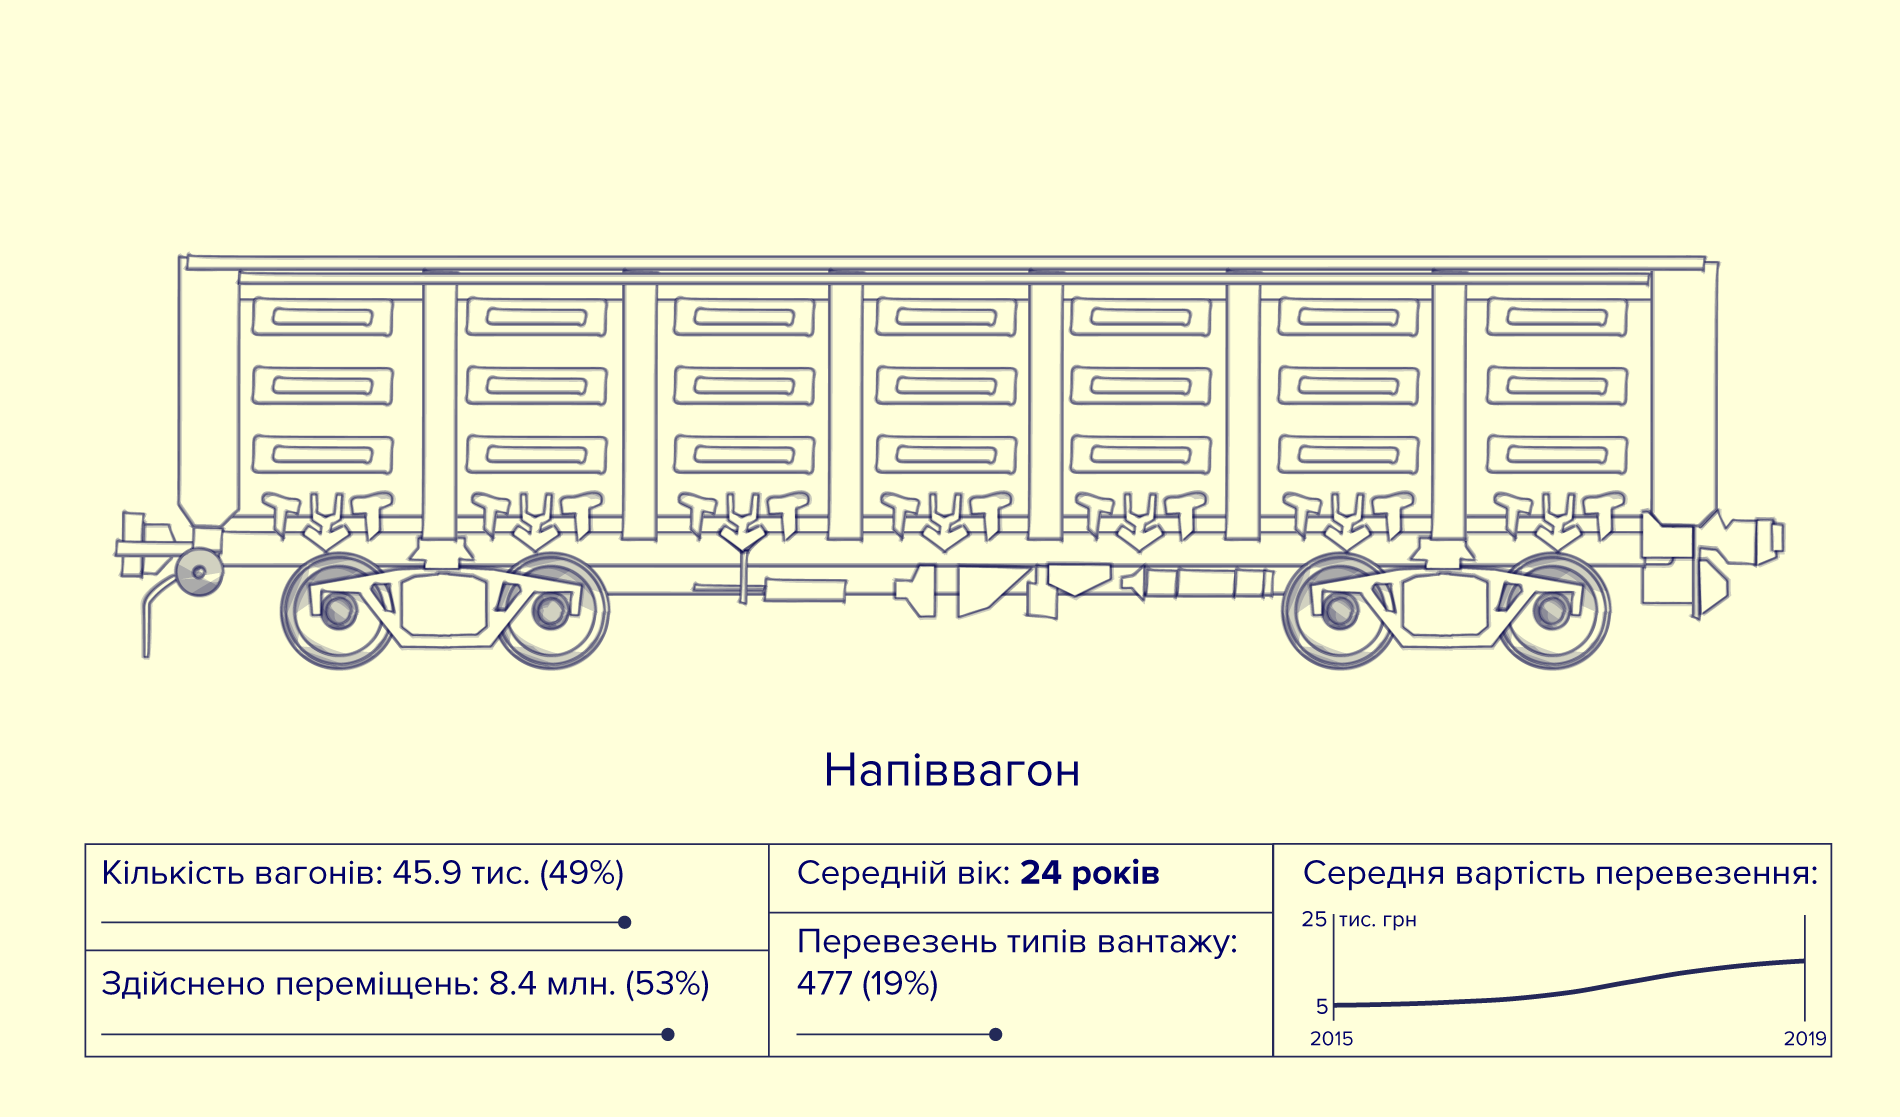 Напіввагон
Кількість вагонів: 45.9 тис. (49%)
Здійснено переміщень: 8.4 млн. (53%)
Середній вік: 24 років
Перевезень типів вантажу:
477 (19%)
Середня вартість перевезення:
25 тис. грн
5
2015 2019